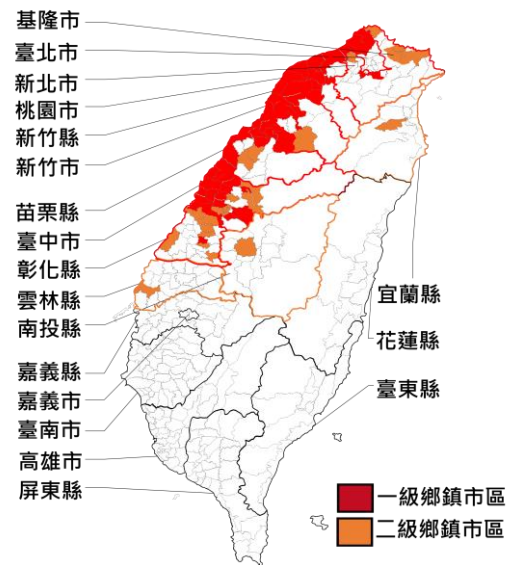 基隆市
臺北市
新北市
桃園市
新竹縣
新竹市
苗栗縣
臺中市
彰化縣
雲林縣
南投縣
嘉義縣
嘉義市
臺南市
高雄市
屏東縣
宜蘭縣
花蓮縣
臺東縣
一級鄉鎮市區
二級鄉鎮市區